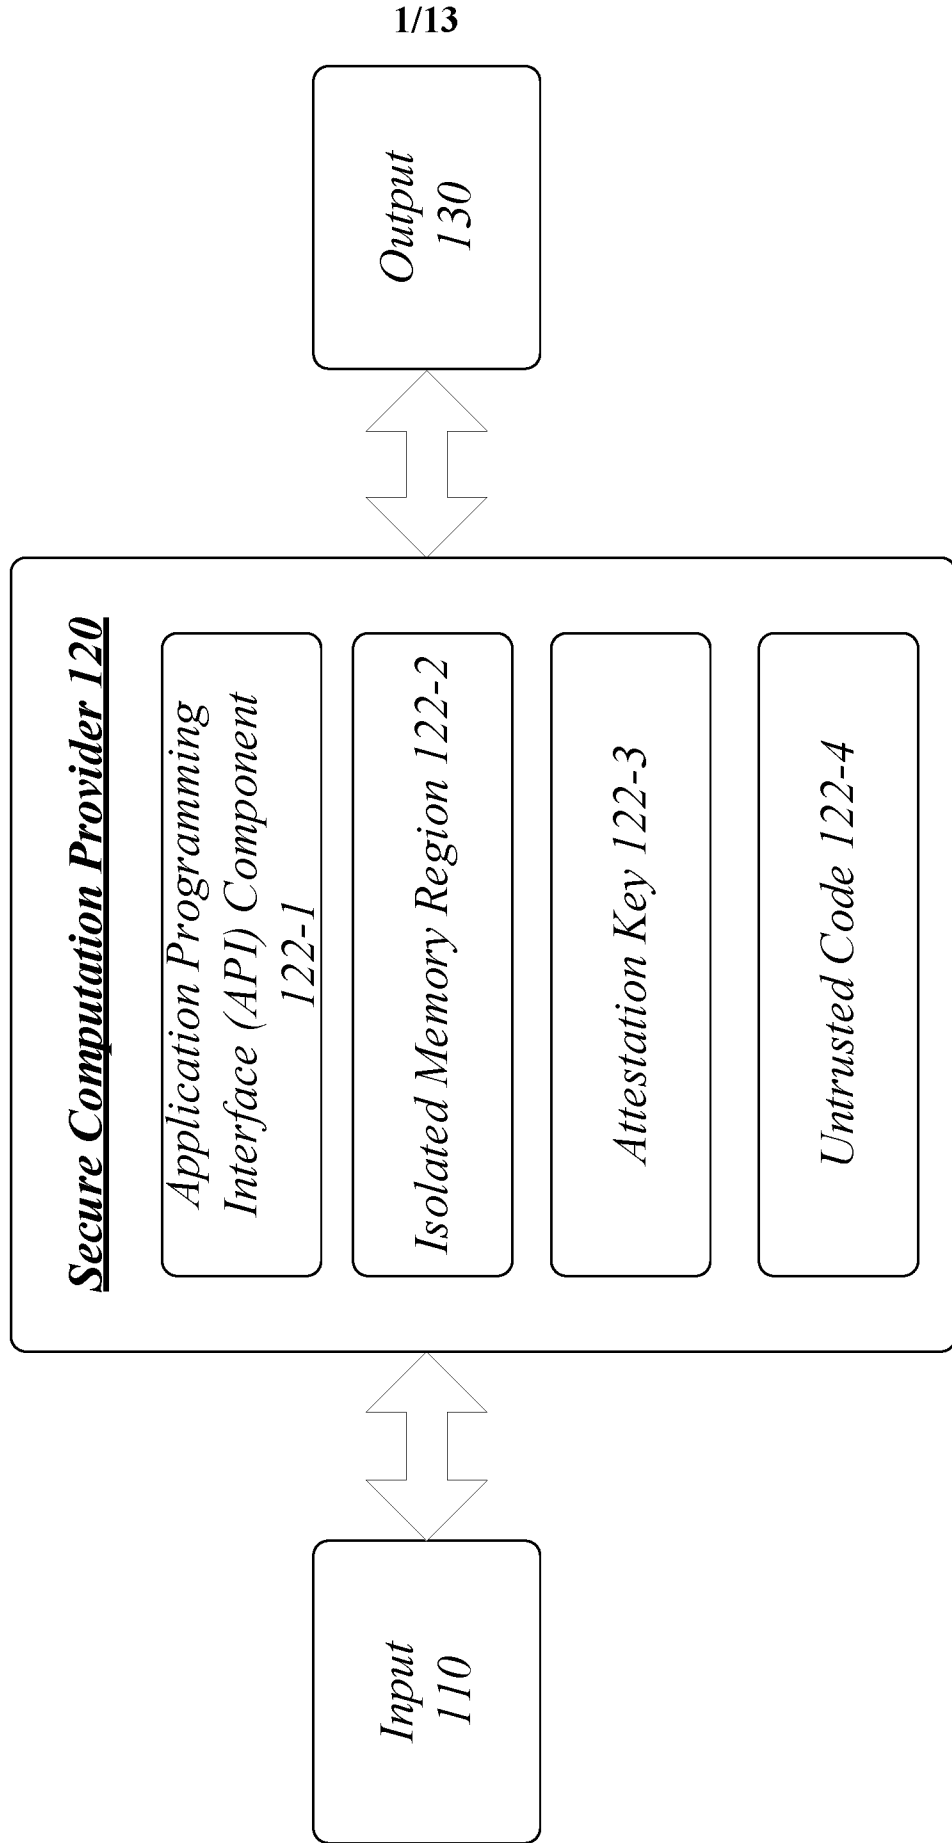 1/13
Secure Computation Provider 120
Application Programming
Interface (API) Component
122-1
Isolated Memory Region 122-2
Attestation Key 122-3
Untrusted Code 122-4
Input
110
Output
130